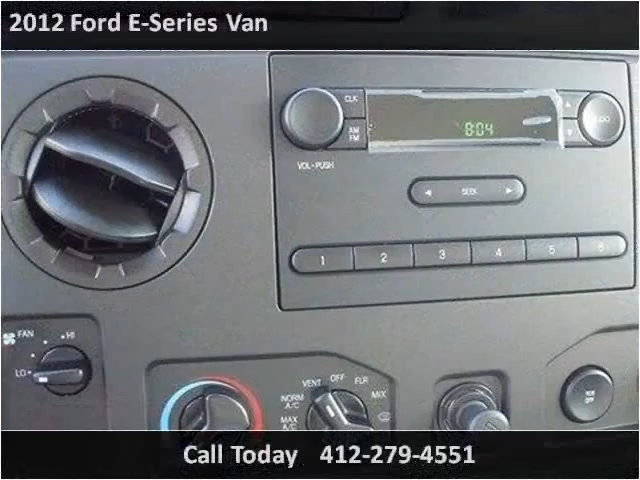 2012 Ford E-Series Van
CLK
AM
FM
8:04
VOL-PUSH
SEEK
1 2 3 4 5 6
FAN
HI
LO
OFF
VENT
FLR
NORM
A/C
MIX
MAX
A/C
OFF
Call Today 412-279-4551